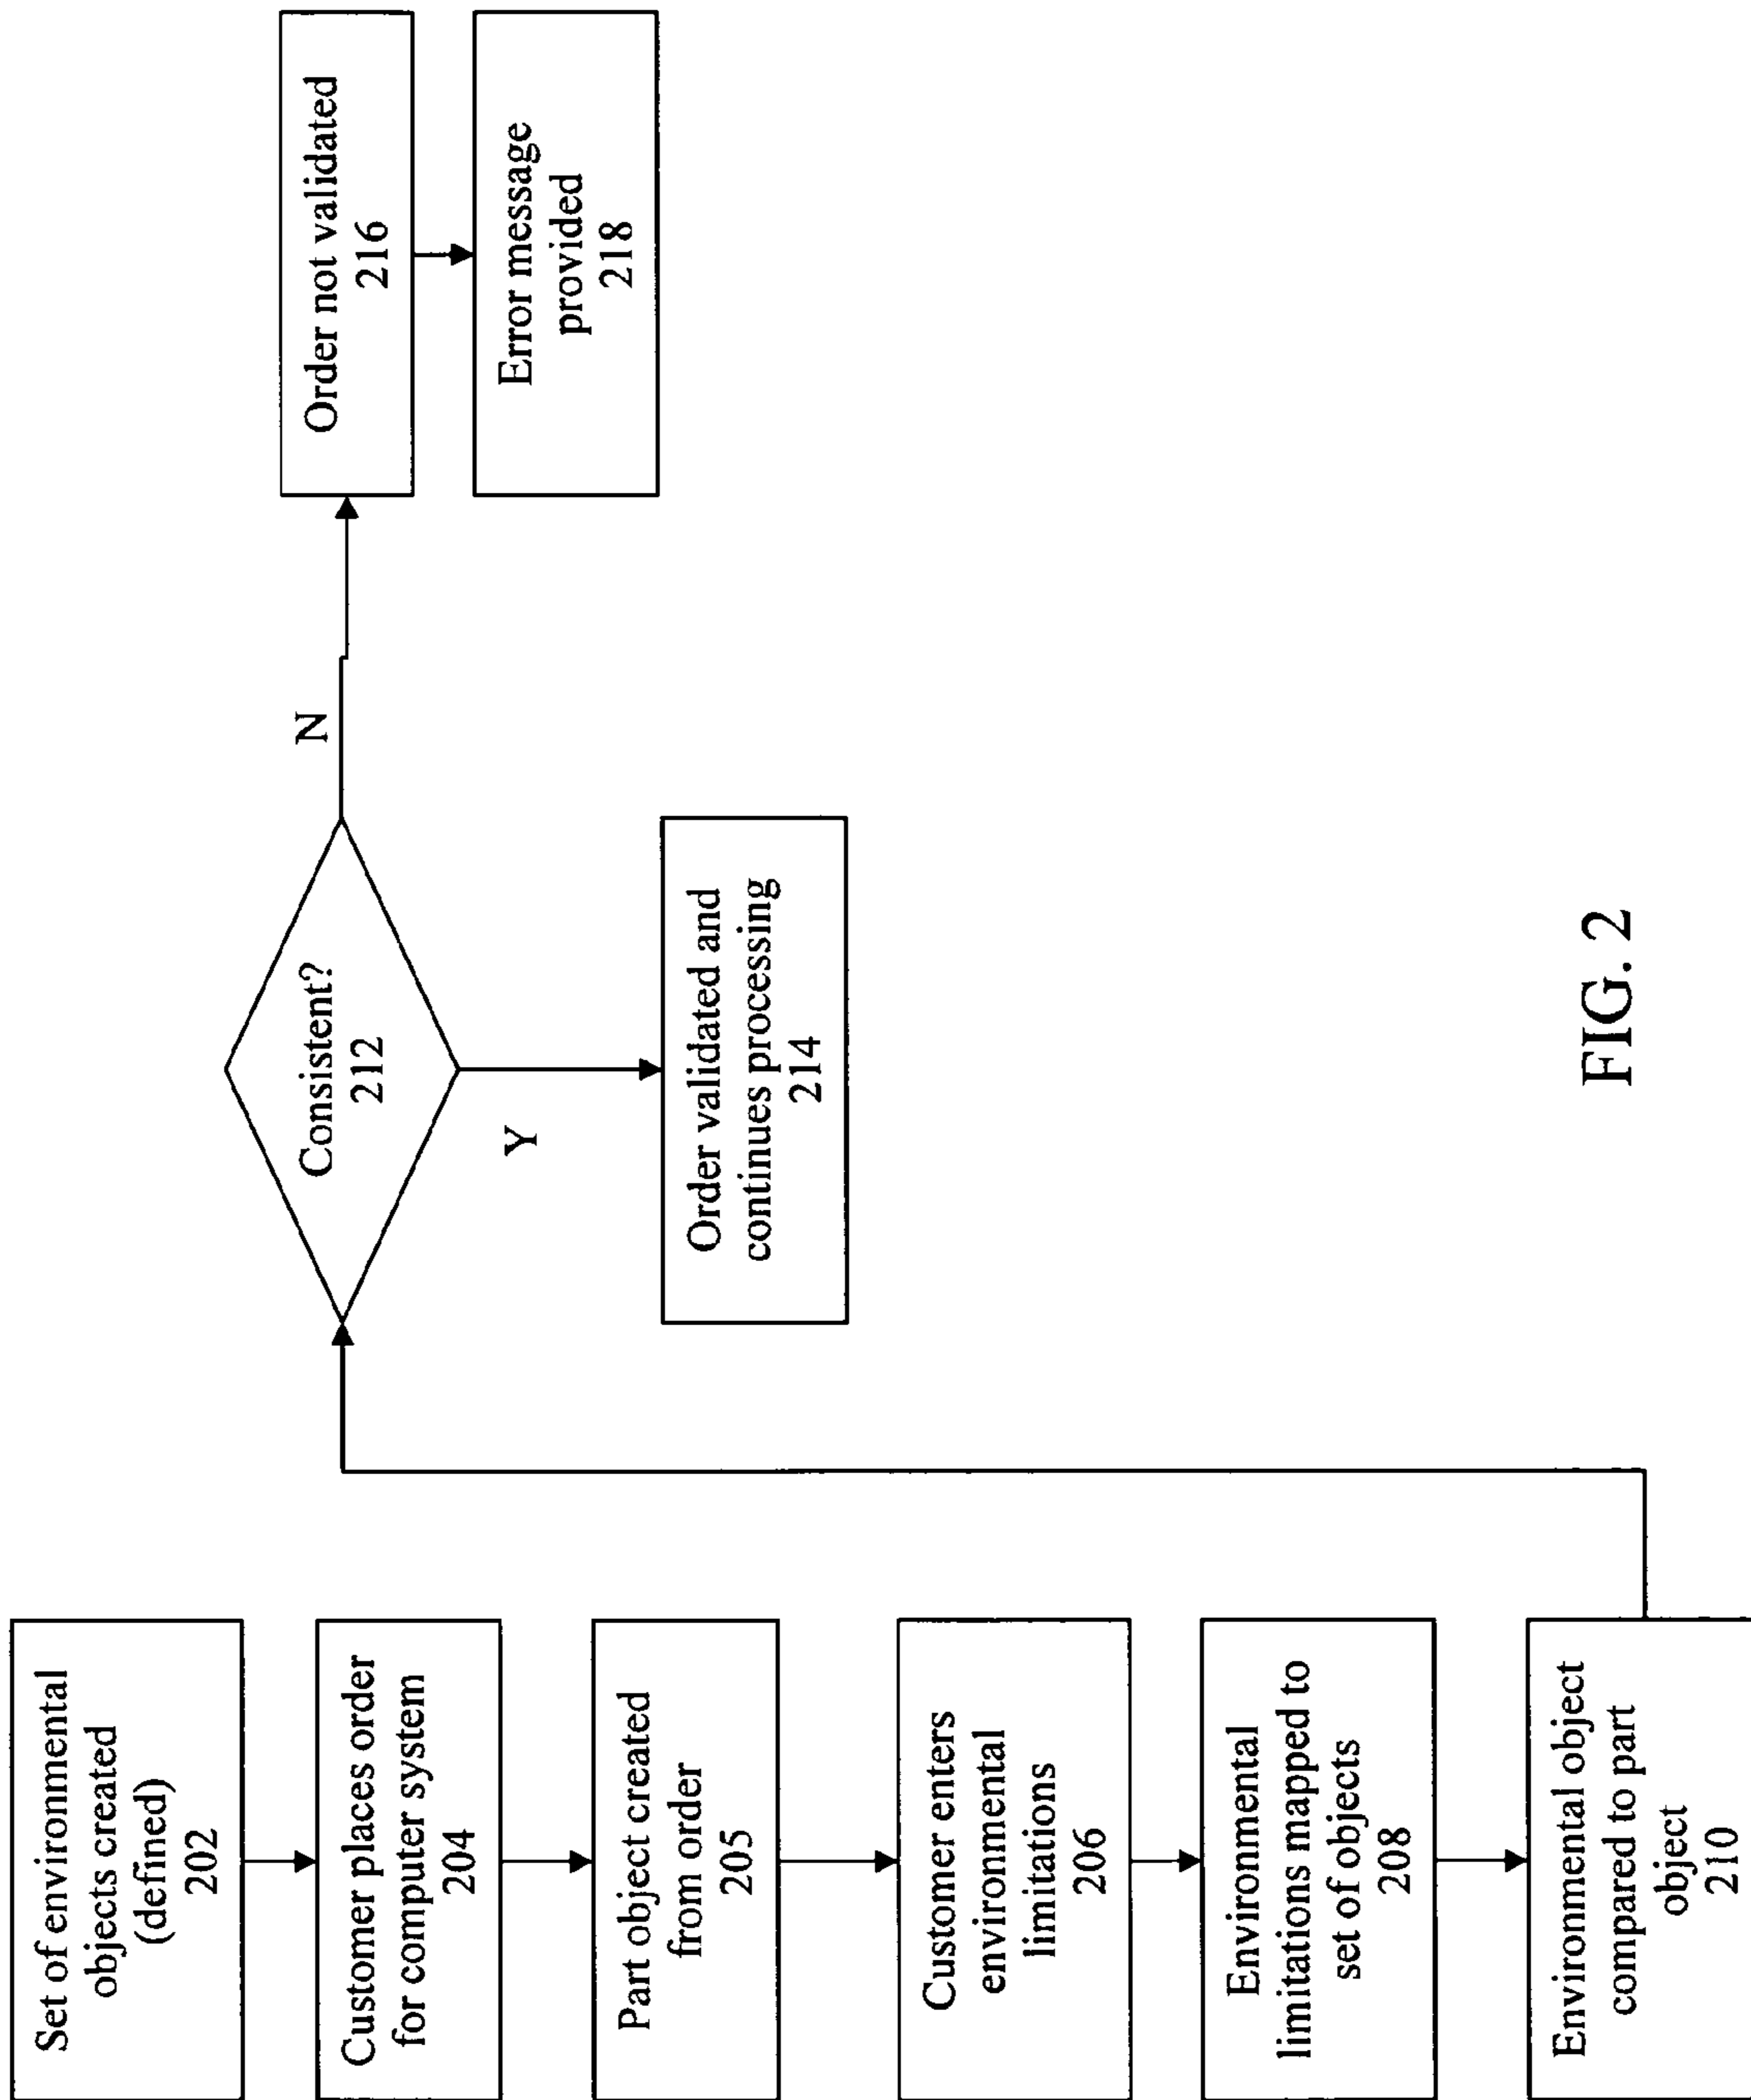 Set of environmental
objects created
(defined)
202
Customer places order
for computer system
204
Part object created
from order
205
Customer enters
environmental
limitations
206
Environmental
limitations mapped to
set of objects
208
Environmental object
compared to part
object
210
Consistent?
212
Y
N
Order validated and
continues processing
214
Order not validated
216
Error message
provided
218
FIG. 2